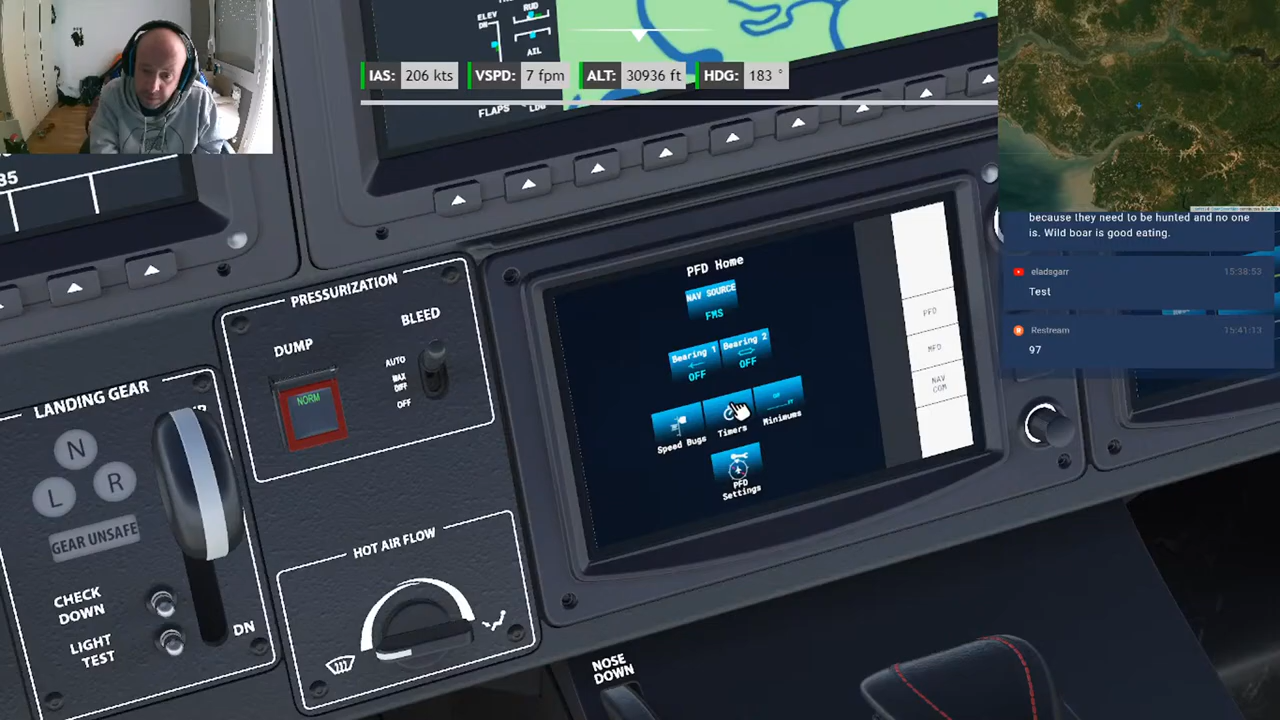 ELEV
DN
RUD
AIL
FLAPS
IAS: 206 kts
VSPD: 7 fpm
ALT: 30936 ft
HDG: 183 °
35
PRESSURIZATION
DUMP
NORM
BLEED
AUTO
MAX
DIFF
OFF
LANDING GEAR
N
L
R
GEAR UNSAFE
CHECK
DOWN
LIGHT
TEST
DN
HOT AIR FLOW
NOSE
DOWN
PFD Home
NAV SOURCE
FMS
Bearing 1
OFF
Bearing 2
OFF
Speed Bugs
Timers
Minimums
PFD
Settings
PFD
MFD
NAV
COM
because they need to be hunted and no one
is. Wild boar is good eating.
eladsgarr
15:38:53
Test
Restream
15:41:13
97